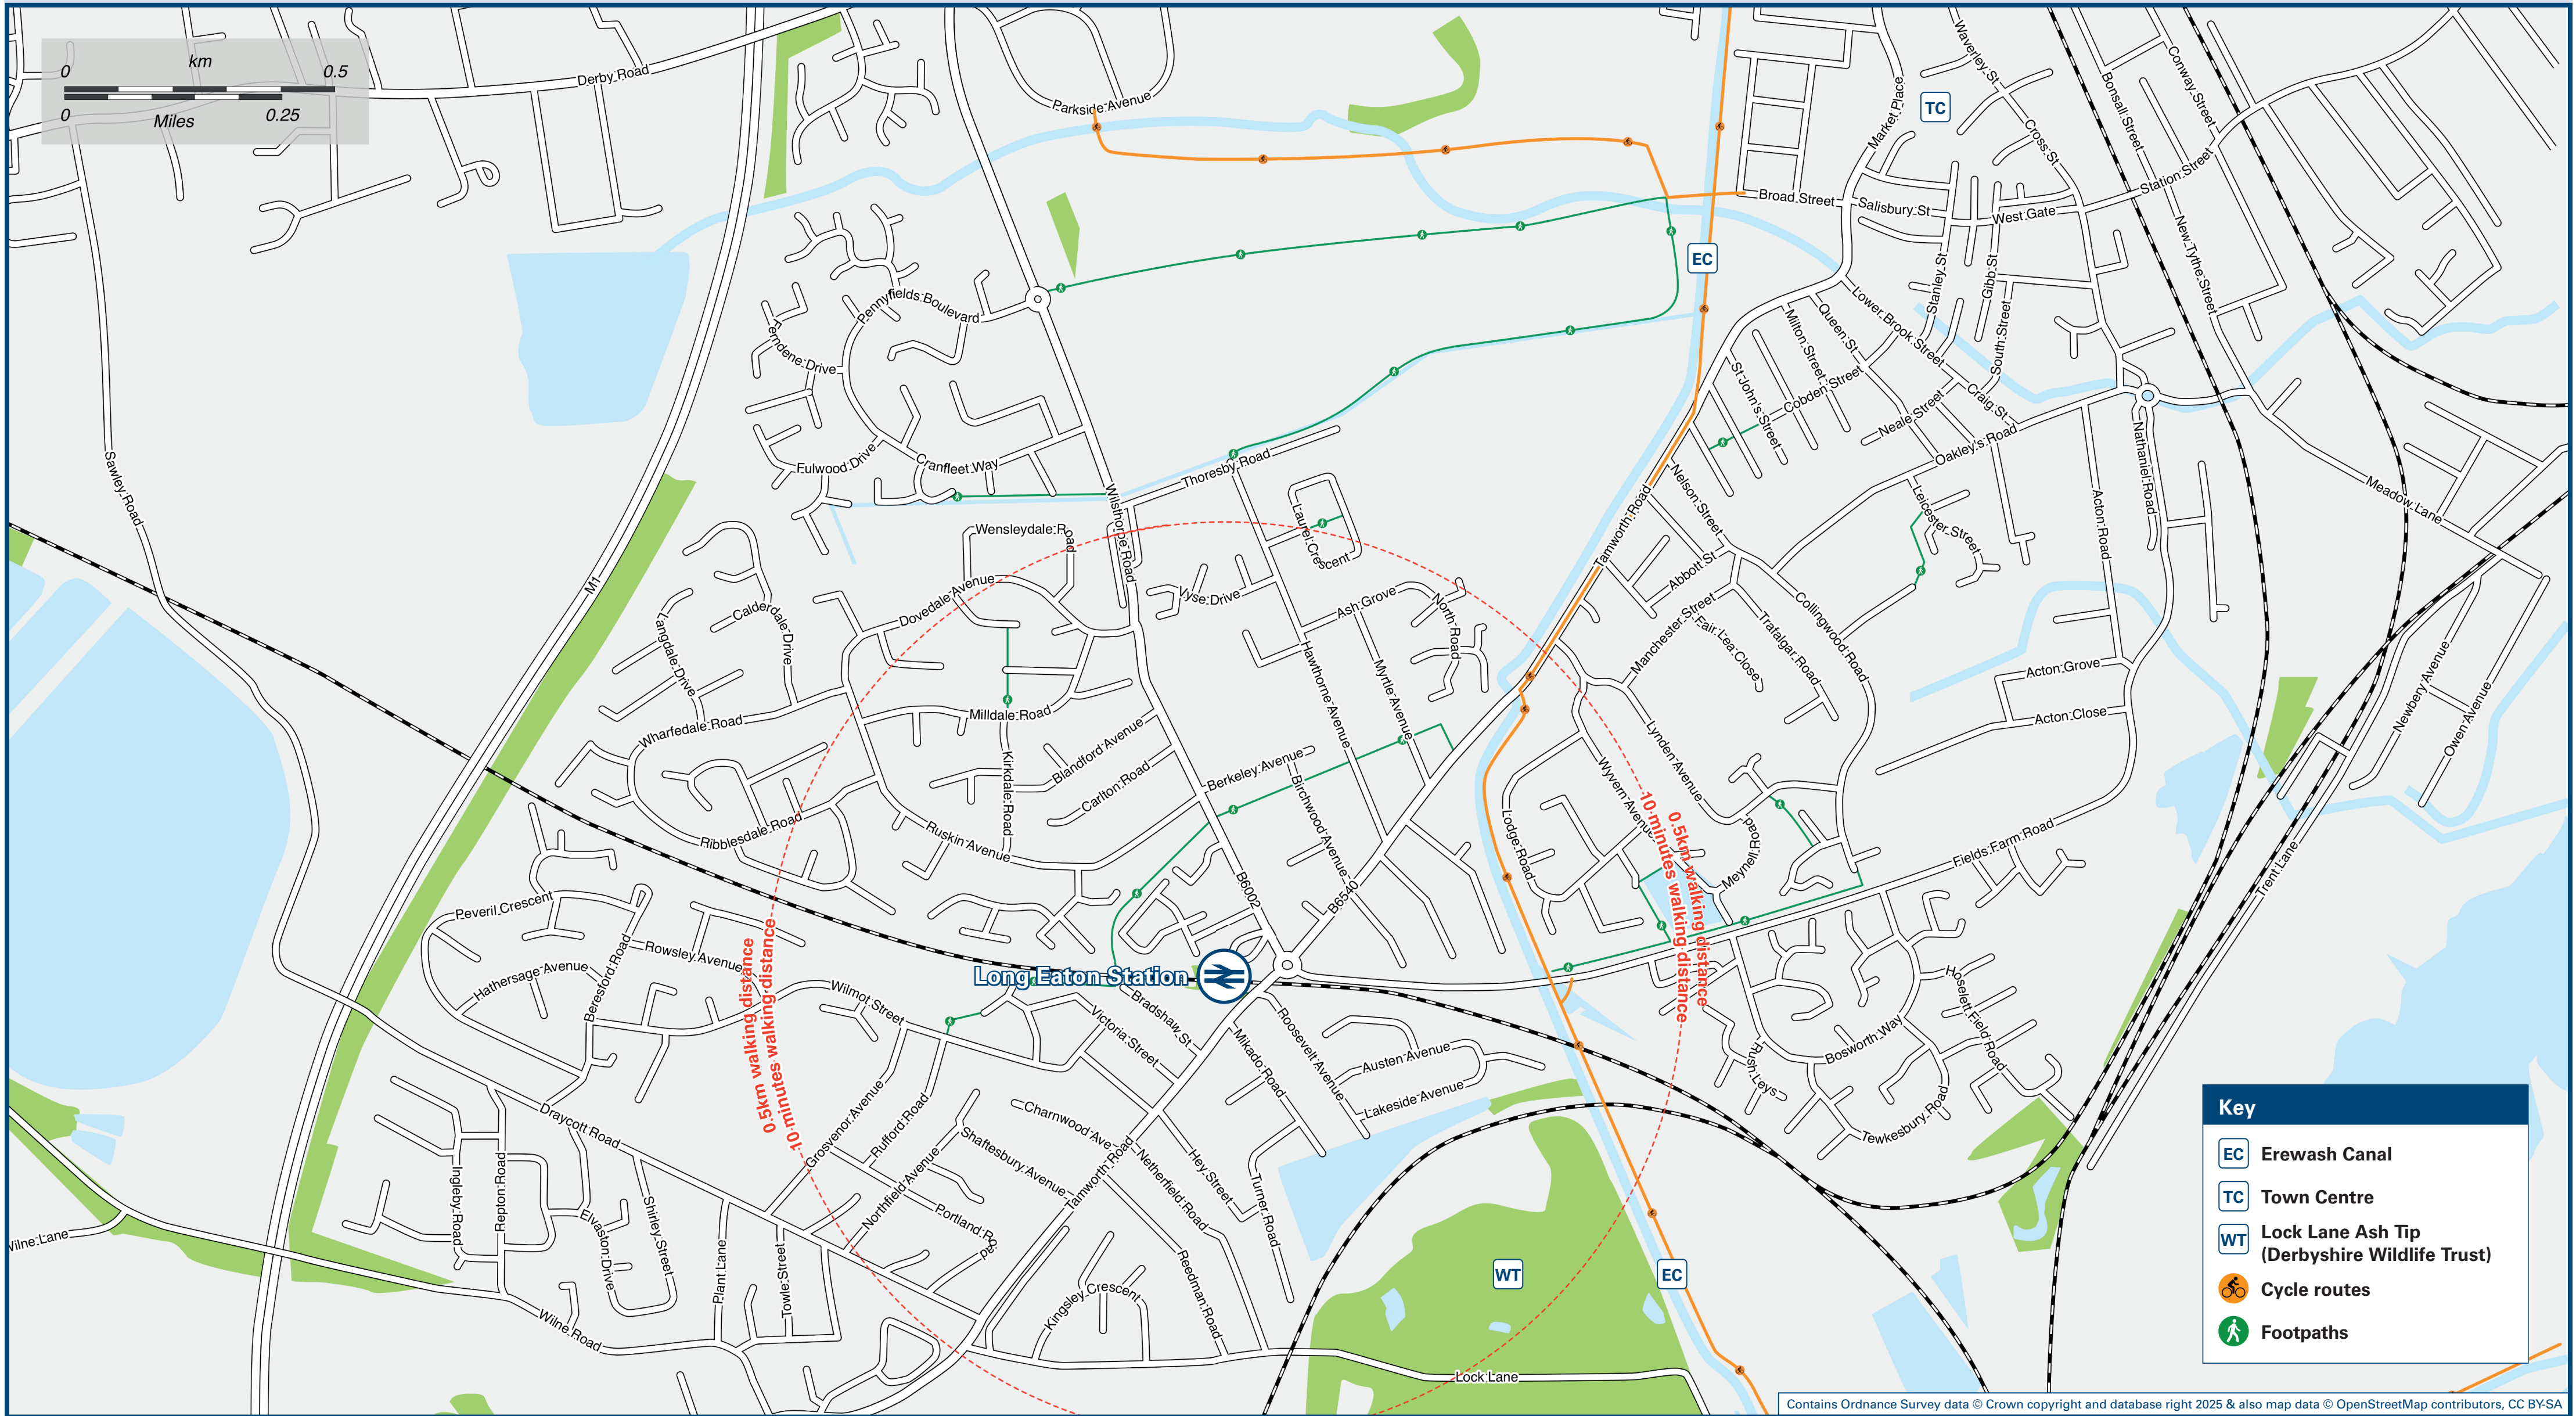 km
0 0.5
0 0.25
Miles
Derby Road
Parkside Avenue
Market Place
Waverley St
TC
Cross St
Bonsall Street
Conway Street
Station Street
Broad Street
Salisbury St
West Gate
New Tythe Street
EC
Stanley St
Gibb St
South Street
Lower Brook Street
Queen St
Milton Street
Cobden Street
St John's Street
Neale Street
Craig St
Oakley's Road
Pennyfields Boulevard
Ferndene Drive
Fulwood Drive
Cranfleet Way
Thoresby Road
Wilsthorpe Road
Sawley Road
M1
Nathaniel Road
Acton Road
Meadow Lane
Leicester Street
Nelson Street
Tamworth Road
Laurel Crescent
Wensleydale Road
Dovedale Avenue
Vyse Drive
Ash Grove
North Road
Abbott St
Manchester Street
Fair Lea Close
Trafalgar Road
Collingwood Road
Calderdale Drive
Langdale Drive
Wharfedale Road
Milldale Road
Kirkdale Road
Blandford Avenue
Carlton Road
Berkeley Avenue
Hawthorne Avenue
Myrtle Avenue
Birchwood Avenue
Acton Grove
Acton Close
Newbery Avenue
Owen Avenue
Lynden Avenue
Wyvern Avenue
Lodge Road
Meynell Road
Fields Farm Road
Trent Lane
Ribblesdale Road
Ruskin Avenue
B6002
B6540
10 minutes walking distance
0.5km walking distance
Peveril Crescent
Rowsley Avenue
Hathersage Avenue
Beresford Road
Wilmot Street
Long Eaton Station
Bradshaw St
Victoria Street
Mikado Road
Roosevelt Avenue
Austen Avenue
Lakeside Avenue
Hoselett Field Road
Bosworth Way
Rush Leys
Tewkesbury Road
0.5km walking distance
10 minutes walking distance
Draycott Road
Grosvenor Avenue
Rufford Road
Northfield Avenue
Shaftesbury Avenue
Charnwood Ave
Netherfield Road
Tamworth Road
Hey Street
Turner Road
Portland Road
Reedman Road
Kingsley Crescent
Ingleby Road
Repton Road
Elvaston Drive
Shirley Street
Plant Lane
Towle Street
Wilne Lane
Wilne Road
Lock Lane
WT
EC
Key
EC Erewash Canal
TC Town Centre
WT Lock Lane Ash Tip
(Derbyshire Wildlife Trust)
Cycle routes
Footpaths
Contains Ordnance Survey data © Crown copyright and database right 2025 & also map data © OpenStreetMap contributors, CC BY-SA